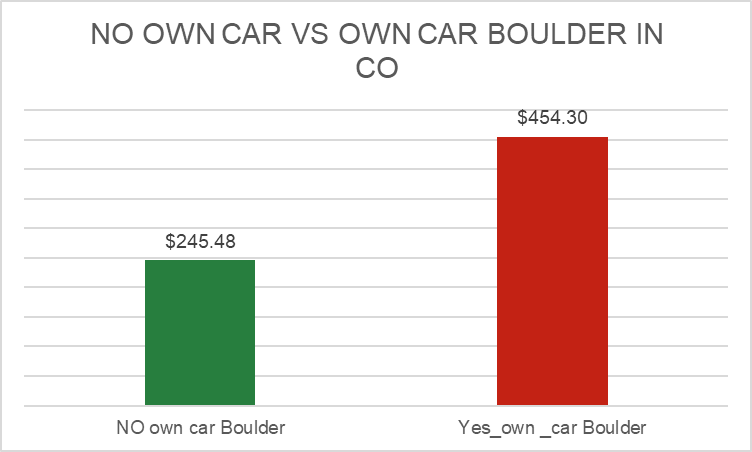 NO OWN CAR VS OWN CAR BOULDER IN
CO
$454.30
$245.48
NO own car Boulder
Yes_own _car Boulder